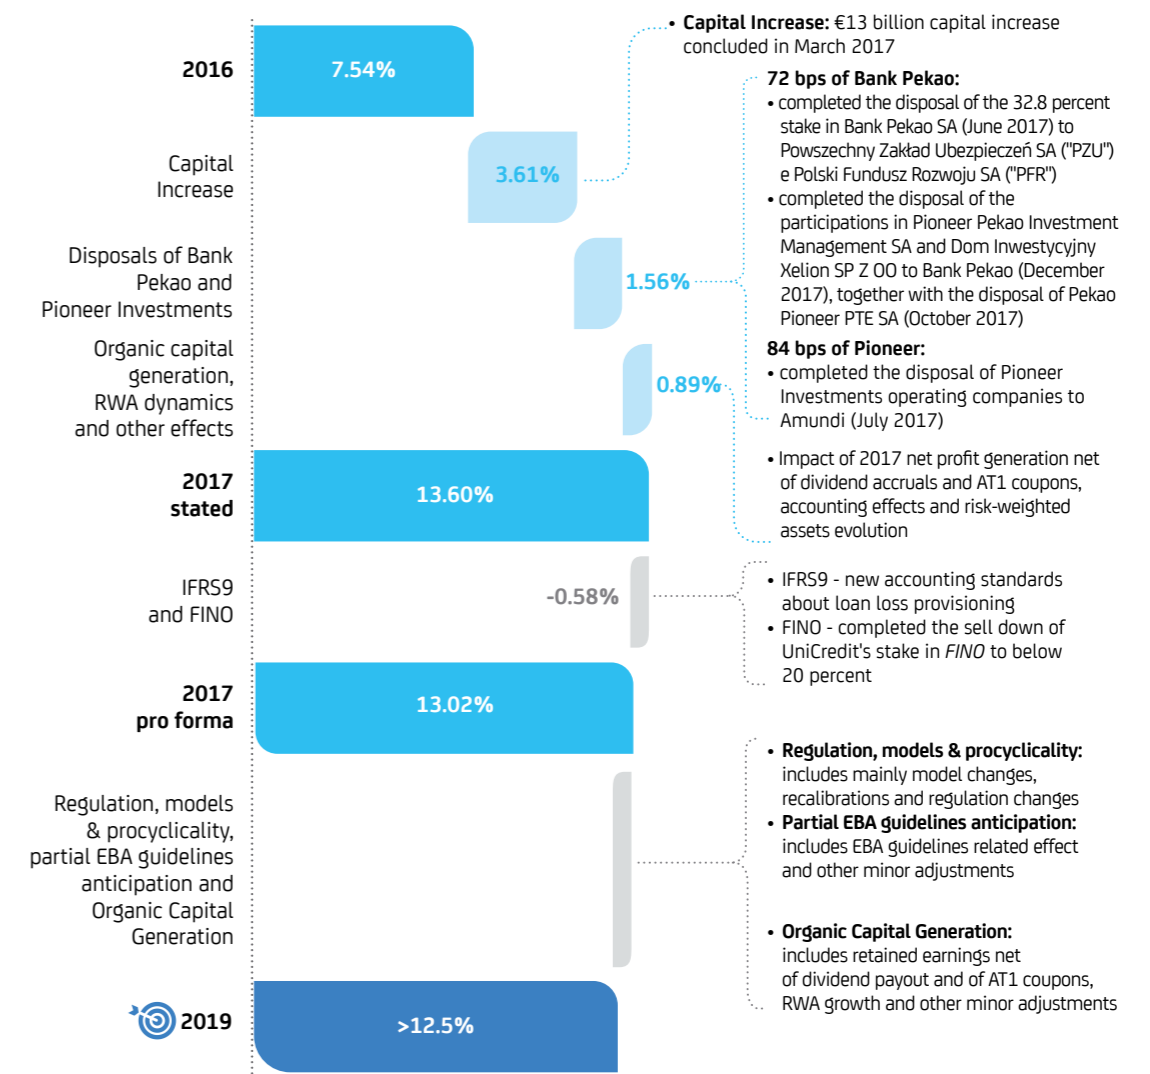 • Capital Increase: €13 billion capital increase
concluded in March 2017
2016
7.54%
72 bps of Bank Pekao:
• completed the disposal of the 32.8 percent
stake in Bank Pekao SA (June 2017) to
Powszechny Zakład Ubezpieczeń SA ("PZU")
e Polski Fundusz Rozwoju SA ("PFR")
• completed the disposal of the
participations in Pioneer Pekao Investment
Management SA and Dom Inwestycyjny
Xelion SP Z OO to Bank Pekao (December
2017), together with the disposal of Pekao
Pioneer PTE SA (October 2017)
Capital
Increase
3.61%
Disposals of Bank
Pekao and
Pioneer Investments
1.56%
84 bps of Pioneer:
• completed the disposal of Pioneer
Investments operating companies to
Amundi (July 2017)
Organic capital
generation,
RWA dynamics
and other effects
0.89%
• Impact of 2017 net profit generation net
of dividend accruals and AT1 coupons,
accounting effects and risk-weighted
assets evolution
2017
stated
13.60%
IFRS9
and FINO
-0.58%
• IFRS9 - new accounting standards
about loan loss provisioning
• FINO - completed the sell down of
UniCredit's stake in FINO to below
20 percent
2017
pro forma
13.02%
Regulation, models
& procyclicality,
partial EBA guidelines
anticipation and
Organic Capital
Generation
• Regulation, models & procyclicality:
includes mainly model changes,
recalibrations and regulation changes
• Partial EBA guidelines anticipation:
includes EBA guidelines related effect
and other minor adjustments
• Organic Capital Generation:
includes retained earnings net
of dividend payout and of AT1 coupons,
RWA growth and other minor adjustments
2019
>12.5%